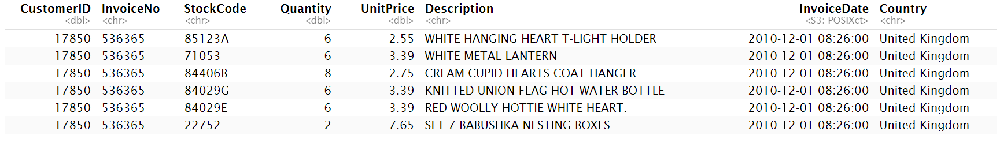 CustomerID InvoiceNo StockCode Quantity UnitPrice Description InvoiceDate Country
<dbl> <chr> <chr> <dbl> <dbl> <chr> <S3: POSIXct> <chr>
17850 536365 85123A 6 2.55 WHITE HANGING HEART T-LIGHT HOLDER 2010-12-01 08:26:00 United Kingdom
17850 536365 71053 6 3.39 WHITE METAL LANTERN 2010-12-01 08:26:00 United Kingdom
17850 536365 84406B 8 2.75 CREAM CUPID HEARTS COAT HANGER 2010-12-01 08:26:00 United Kingdom
17850 536365 84029G 6 3.39 KNITTED UNION FLAG HOT WATER BOTTLE 2010-12-01 08:26:00 United Kingdom
17850 536365 84029E 6 3.39 RED WOOLLY HOTTIE WHITE HEART. 2010-12-01 08:26:00 United Kingdom
17850 536365 22752 2 7.65 SET 7 BABUSHKA NESTING BOXES 2010-12-01 08:26:00 United Kingdom